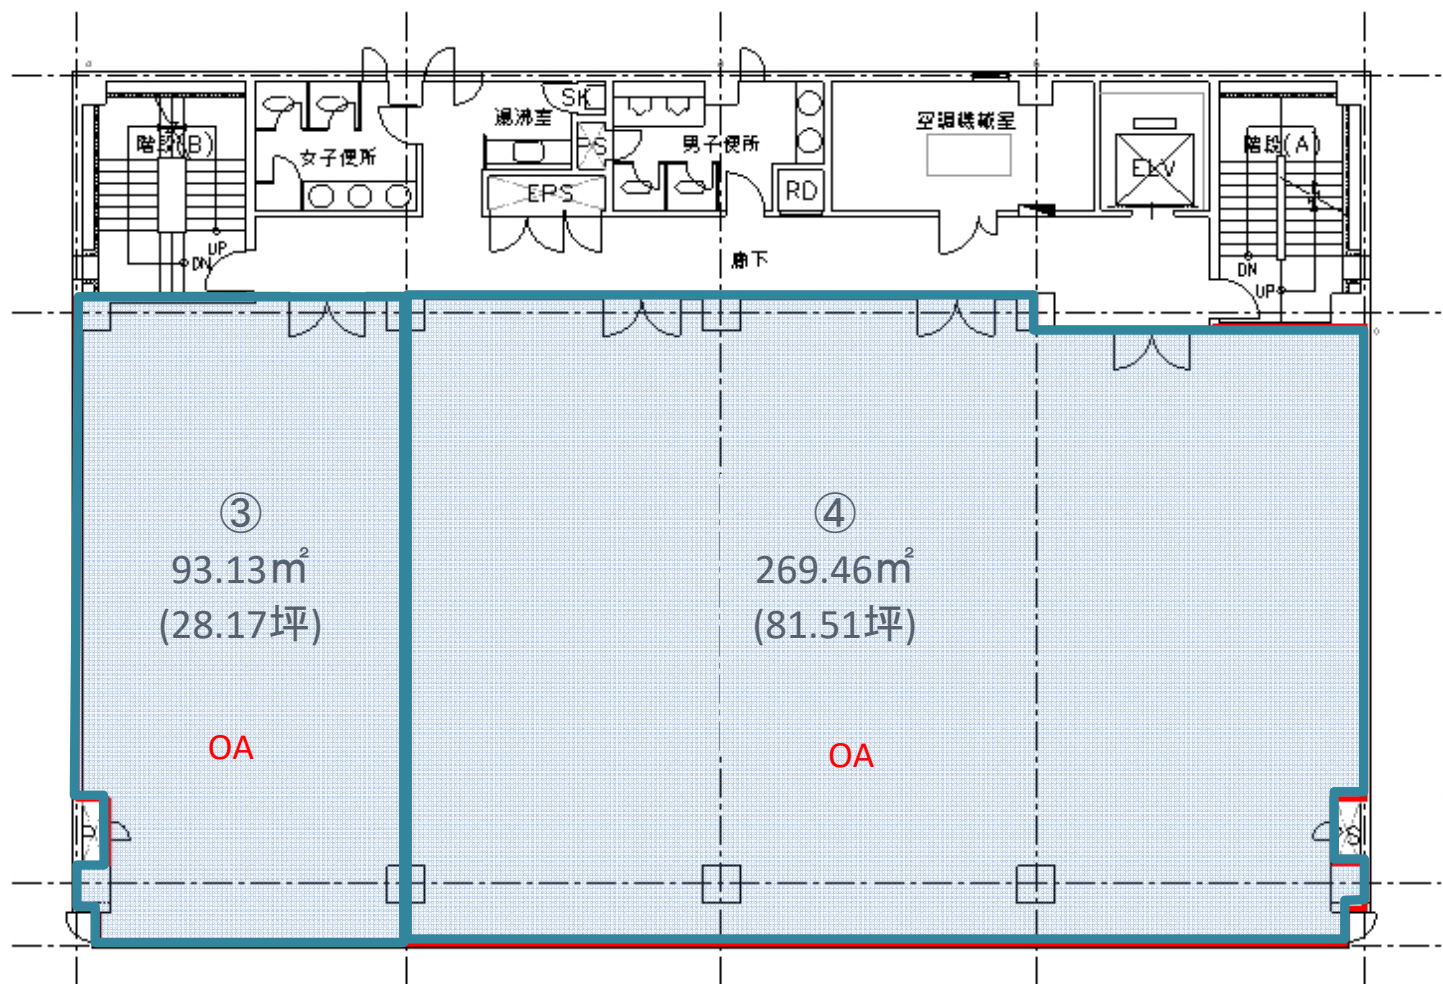 SK
湯沸室
空調機械室
階段(B)
PS
男子便所
階段(A)
女子便所
ELV
EPS
RD
UP
DN
廊下
DN
UP
③
93.13㎡
(28.17坪)
④
269.46㎡
(81.51坪)
OA
OA
PS